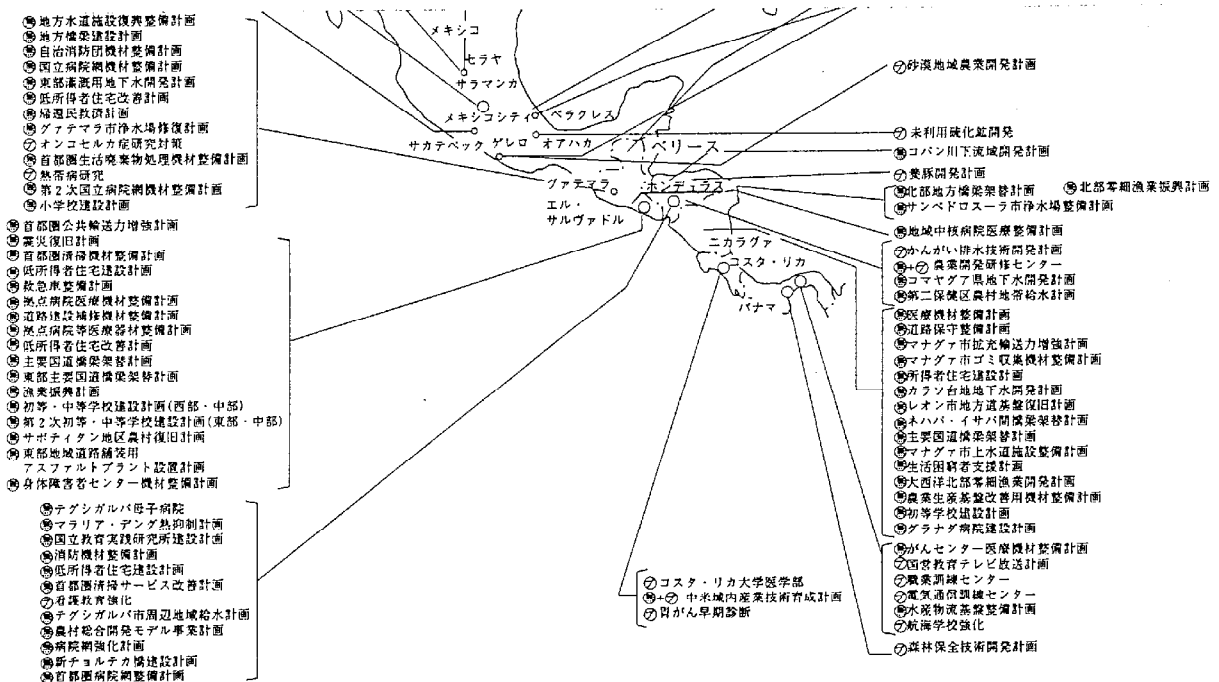 無 地方水道施設復興整備計画
無 地方橋梁建設計画
無 自治消防団機材整備計画
無 国立病院網機材整備計画
無 東部灌漑用地下水開発計画
無 低所得者住宅改善計画
無 帰還民救済計画
無 グァテマラ市浄水場修復計画
プ オンコセルカ症研究対策
無 首都圏生活廃棄物処理機材整備計画
プ 熱帯病研究
無 第2次国立病院網機材整備計画
無 小学校建設計画
無 首都圏公共輸送力増強計画
無 震災復旧計画
無 首都圏清掃機材整備計画
無 低所得者住宅建設計画
無 救急車整備計画
無 拠点病院医療機材整備計画
無 道路建設補修機材整備計画
無 拠点病院等医療器材整備計画
無 低所得者住宅改善計画
無 主要国道橋梁架替計画
無 東部主要国道橋梁架替計画
無 漁業振興計画
無 初等・中等学校建設計画(西部・中部)
無 第2次初等・中等学校建設計画(東部・中部)
無 サポティタン地区農村復旧計画
無 東部地域道路舗装用
アスファルトプラント設置計画
無 身体障害者センター機材整備計画
無 テグシガルパ母子病院
無 マラリア・デング熱抑制計画
無 国立教育実践研究所建設計画
無 消防機材整備計画
無 低所得者住宅建設計画
無 首都圏清掃サービス改善計画
プ 看護教育強化
無 テグシガルパ市周辺地域給水計画
無 農村総合開発モデル事業計画
無 病院網強化計画
無 新チョルテカ橋建設計画
無 首都圏病院網整備計画
メキシコ
セラヤ
サラマンカ
メキシコシティ
ベラクレス
サカテペック
ゲレロ
オアハカ
ベリース
グァテマラ
ホンデュラス
エル・
サルヴァドル
ニカラグァ
コスタ・リカ
パナマ
プ 砂漠地域農業開発計画
プ 未利用硫化鉱開発
無 コパン川下流域開発計画
プ 養豚開発計画
無 北部地方橋梁架替計画
無 北部零細漁業振興計画
無 サンペドロスーラ市浄水場整備計画
無 地域中核病院医療整備計画
プ かんがい排水技術開発計画
無+プ 農業開発研修センター
無 コマヤグア県地下水開発計画
無 第二保健区農村地帯給水計画
無 医療機材整備計画
無 道路保守整備計画
無 マナグァ市拡充輸送力増強計画
無 マナグァ市ゴミ収集機材整備計画
無 所得者住宅建設計画
無 カラソ台地地下水開発計画
無 レオン市地方道基盤復旧計画
無 ネハパ・イサパ間橋梁架替計画
無 主要国道橋梁架替計画
無 マナグァ市上水道施設整備計画
無 生活困窮者支援計画
無 大西洋北部零細漁業開発計画
無 農業生産基盤改善用機材整備計画
無 初等学校建設計画
無 グラナダ病院建設計画
無 がんセンター医療機材整備計画
プ 国営教育テレビ放送計画
プ 職業訓練センター
プ 電気通信訓練センター
無 水産物流基盤整備計画
プ 航海学校強化
プ 森林保全技術開発計画
プ コスタ・リカ大学医学部
無+プ 中米域内産業技術育成計画
プ 胃がん早期診断